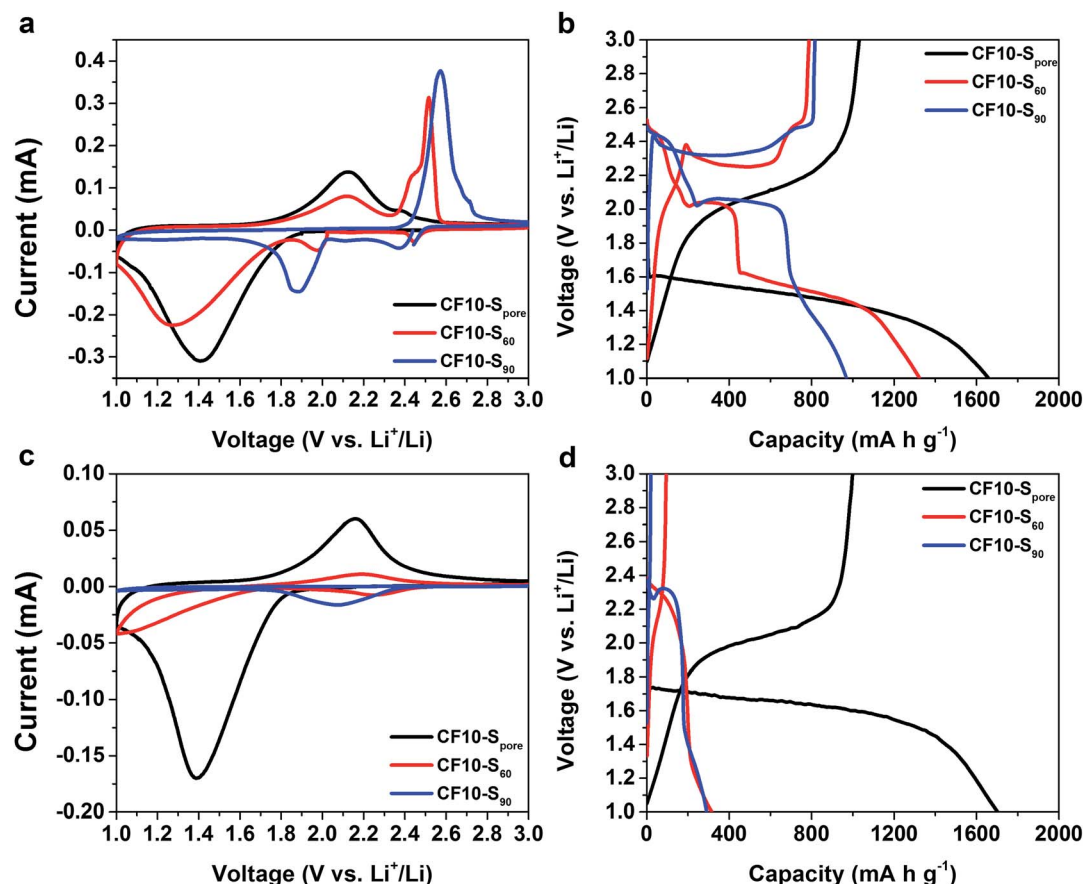 a
0.4
0.3
0.2
0.1
0.0
-0.1
-0.2
-0.3
Current (mA)
CF10-Spore
CF10-S60
CF10-S90
1.0 1.2 1.4 1.6 1.8 2.0 2.2 2.4 2.6 2.8 3.0
Voltage (V vs. Li+/Li)
b
3.0
2.8
2.6
2.4
2.2
2.0
1.8
1.6
1.4
1.2
1.0
Voltage (V vs. Li+/Li)
CF10-Spore
CF10-S60
CF10-S90
0 400 800 1200 1600 2000
Capacity (mA h g-1)
c
0.10
0.05
0.00
-0.05
-0.10
-0.15
-0.20
Current (mA)
CF10-Spore
CF10-S60
CF10-S90
1.0 1.2 1.4 1.6 1.8 2.0 2.2 2.4 2.6 2.8 3.0
Voltage (V vs. Li+/Li)
d
3.0
2.8
2.6
2.4
2.2
2.0
1.8
1.6
1.4
1.2
1.0
Voltage (V vs. Li+/Li)
CF10-Spore
CF10-S60
CF10-S90
0 400 800 1200 1600 2000
Capacity (mA h g-1)